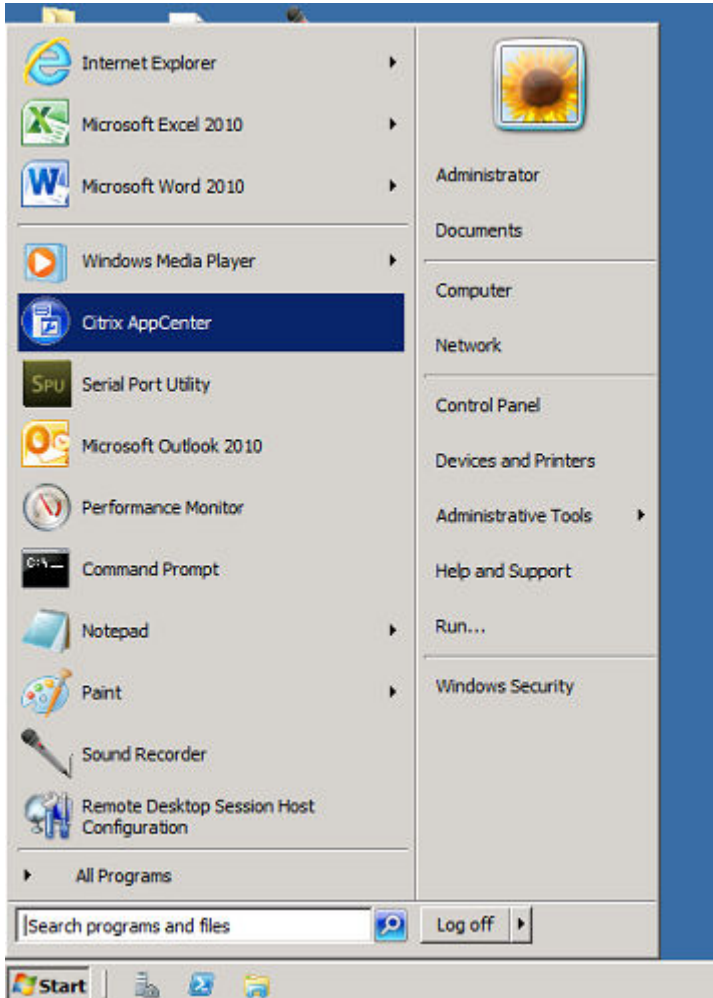 Internet Explorer
Microsoft Excel 2010
Microsoft Word 2010
Windows Media Player
Citrix AppCenter
SPU
Serial Port Utility
Microsoft Outlook 2010
Performance Monitor
C:\
Command Prompt
Notepad
Paint
Sound Recorder
Remote Desktop Session Host
Configuration
All Programs
Search programs and files
Administrator
Documents
Computer
Network
Control Panel
Devices and Printers
Administrative Tools
Help and Support
Run...
Windows Security
Log off
Start